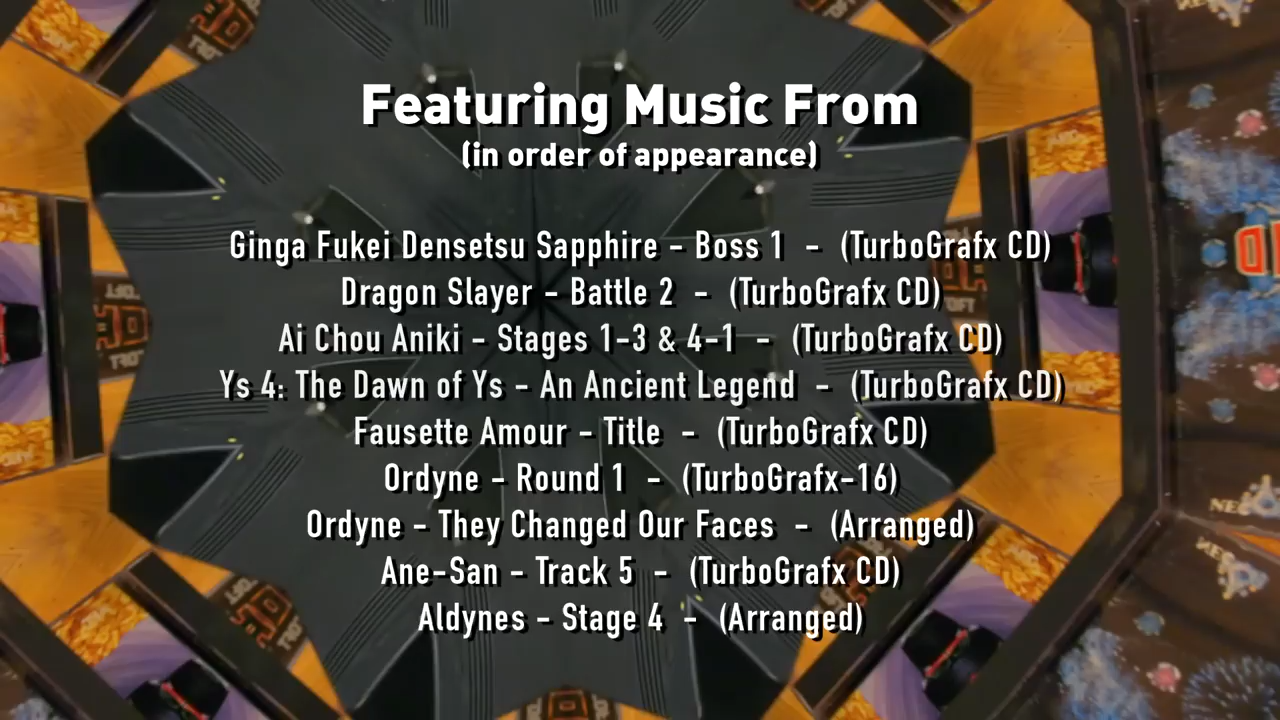 Featuring Music From
(in order of appearance)
Ginga Fukei Densetsu Sapphire - Boss 1 - (TurboGrafx CD)
Dragon Slayer - Battle 2 - (TurboGrafx CD)
Ai Chou Aniki - Stages 1-3 & 4-1 - (TurboGrafx CD)
Ys 4: The Dawn of Ys - An Ancient Legend - (TurboGrafx CD)
Fausette Amour - Title - (TurboGrafx CD)
Ordyne - Round 1 - (TurboGrafx-16)
Ordyne - They Changed Our Faces - (Arranged)
Ane-San - Track 5 - (TurboGrafx CD)
Aldynes - Stage 4 - (Arranged)